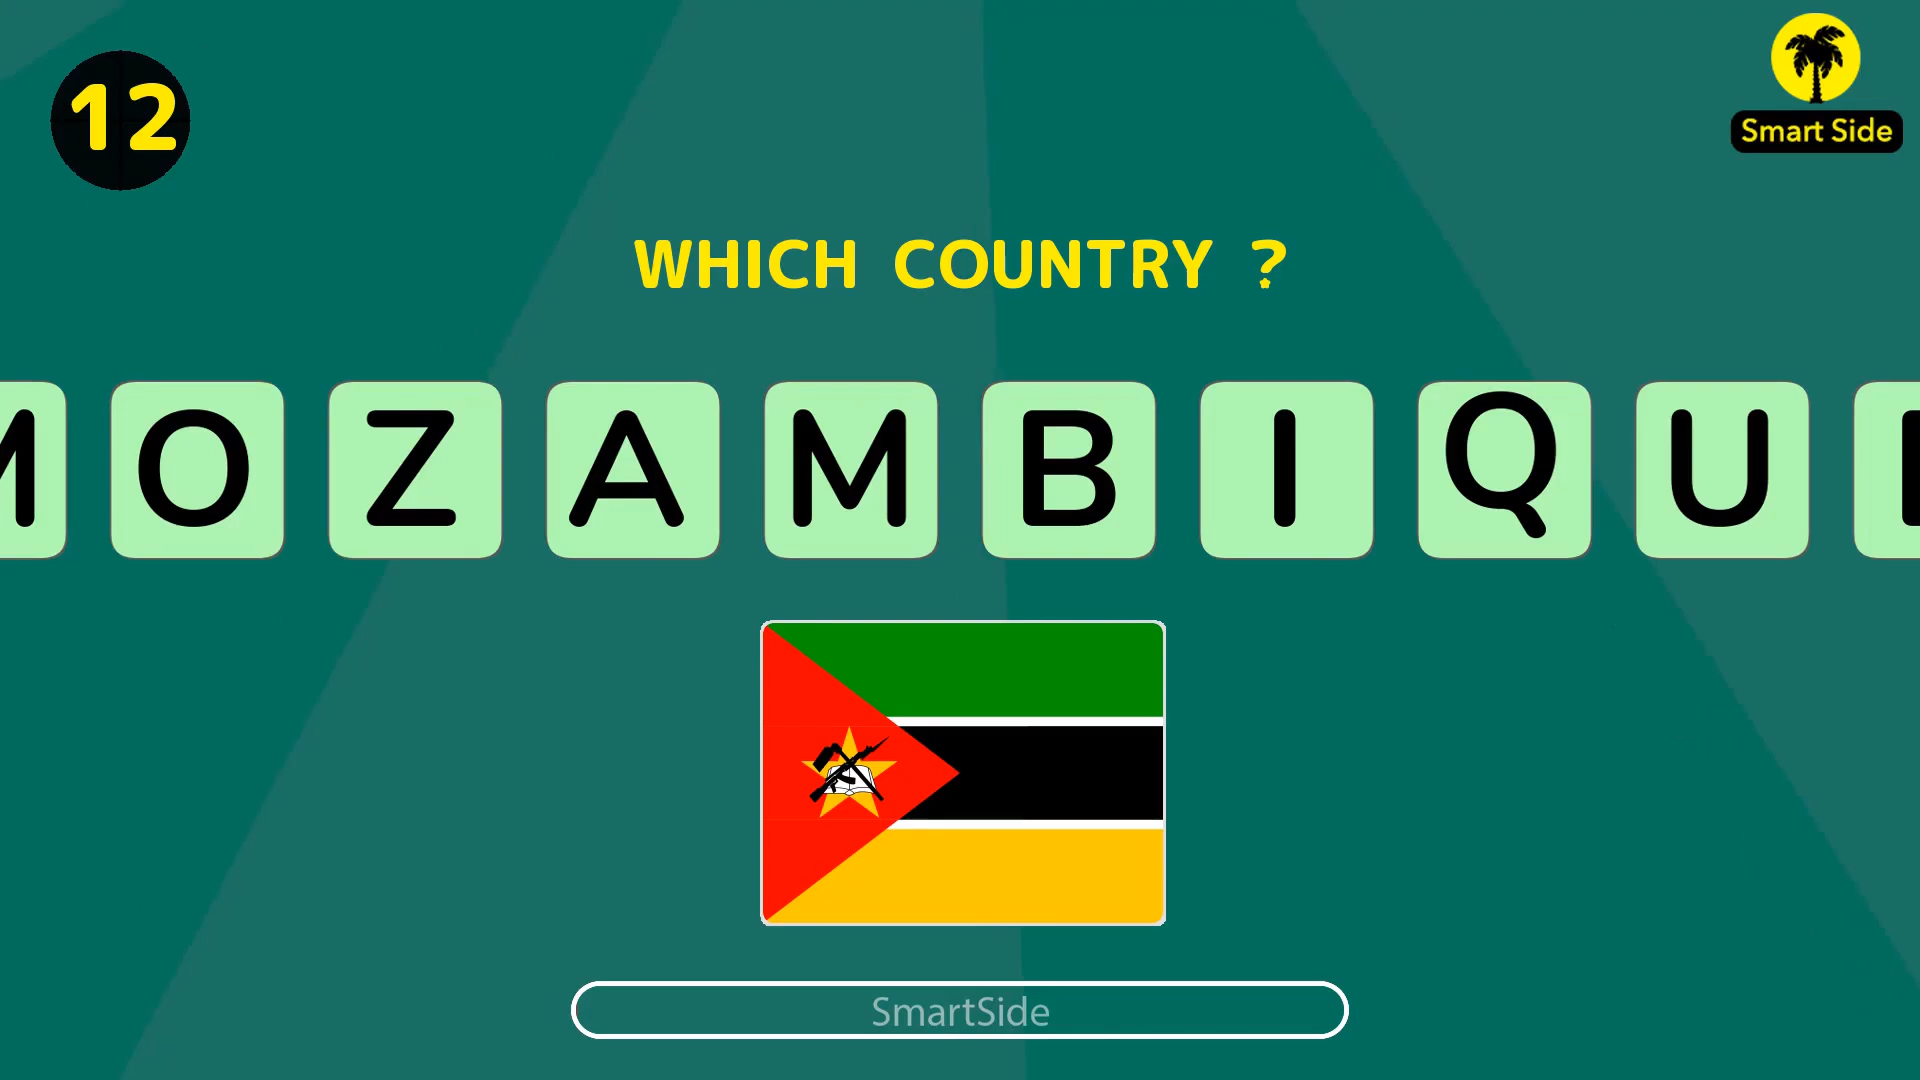 12
Smart Side
WHICH COUNTRY ?
MOZAMBIQUE
SmartSide